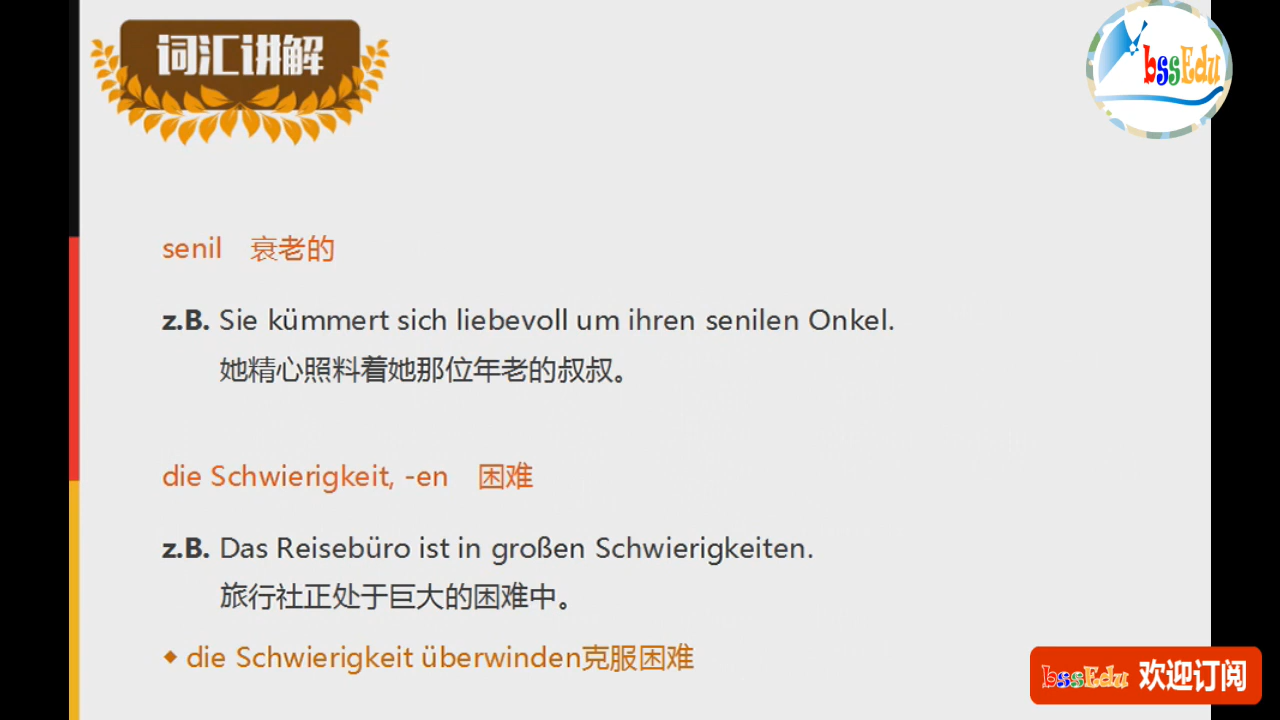 词汇讲解
bssEdu
senil 衰老的
z.B. Sie kümmert sich liebevoll um ihren senilen Onkel.
她精心照料着她那位年老的叔叔。
die Schwierigkeit, -en 困难
z.B. Das Reisebüro ist in großen Schwierigkeiten.
旅行社正处于巨大的困难中。
◆ die Schwierigkeit überwinden克服困难
bssEdu 欢迎订阅